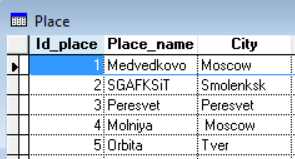 Place
Id_place Place_name City
1 Medvedkovo Moscow
2 SGAFKSiT Smolenksk
3 Peresvet Peresvet
4 Molniya Moscow
5 Orbita Tver